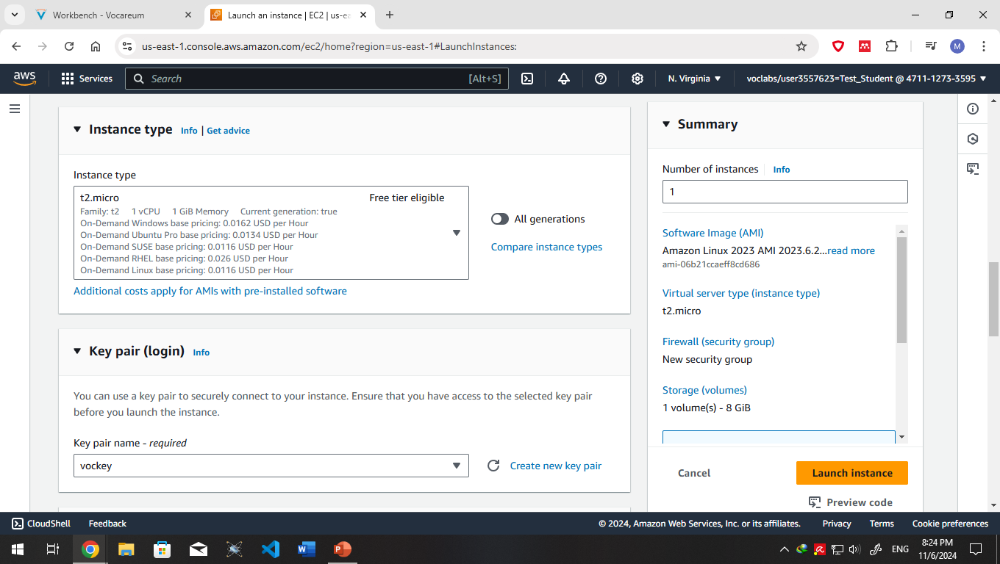 Workbench - Vocareum
Launch an instance | EC2 | us-ea
us-east-1.console.aws.amazon.com/ec2/home?region=us-east-1#LaunchInstances:
M
aws
Services
Search
[Alt+S]
N. Virginia
voclabs/user3557623=Test_Student @ 4711-1273-3595
Instance type
Info | Get advice
Instance type
t2.micro
Free tier eligible
Family: t2 1 vCPU 1 GiB Memory Current generation: true
On-Demand Windows base pricing: 0.0162 USD per Hour
On-Demand Ubuntu Pro base pricing: 0.0134 USD per Hour
On-Demand SUSE base pricing: 0.0116 USD per Hour
On-Demand RHEL base pricing: 0.026 USD per Hour
On-Demand Linux base pricing: 0.0116 USD per Hour
All generations
Compare instance types
Additional costs apply for AMIs with pre-installed software
Key pair (login)
Info
You can use a key pair to securely connect to your instance. Ensure that you have access to the selected key pair
before you launch the instance.
Key pair name - required
vockey
Create new key pair
Summary
Number of instances
Info
1
Software Image (AMI)
Amazon Linux 2023 AMI 2023.6.2...read more
ami-06b21ccaeff8cd686
Virtual server type (instance type)
t2.micro
Firewall (security group)
New security group
Storage (volumes)
1 volume(s) - 8 GiB
Cancel
Launch instance
Preview code
CloudShell
Feedback
© 2024, Amazon Web Services, Inc. or its affiliates.
Privacy
Terms
Cookie preferences
ENG
8:24 PM
11/6/2024